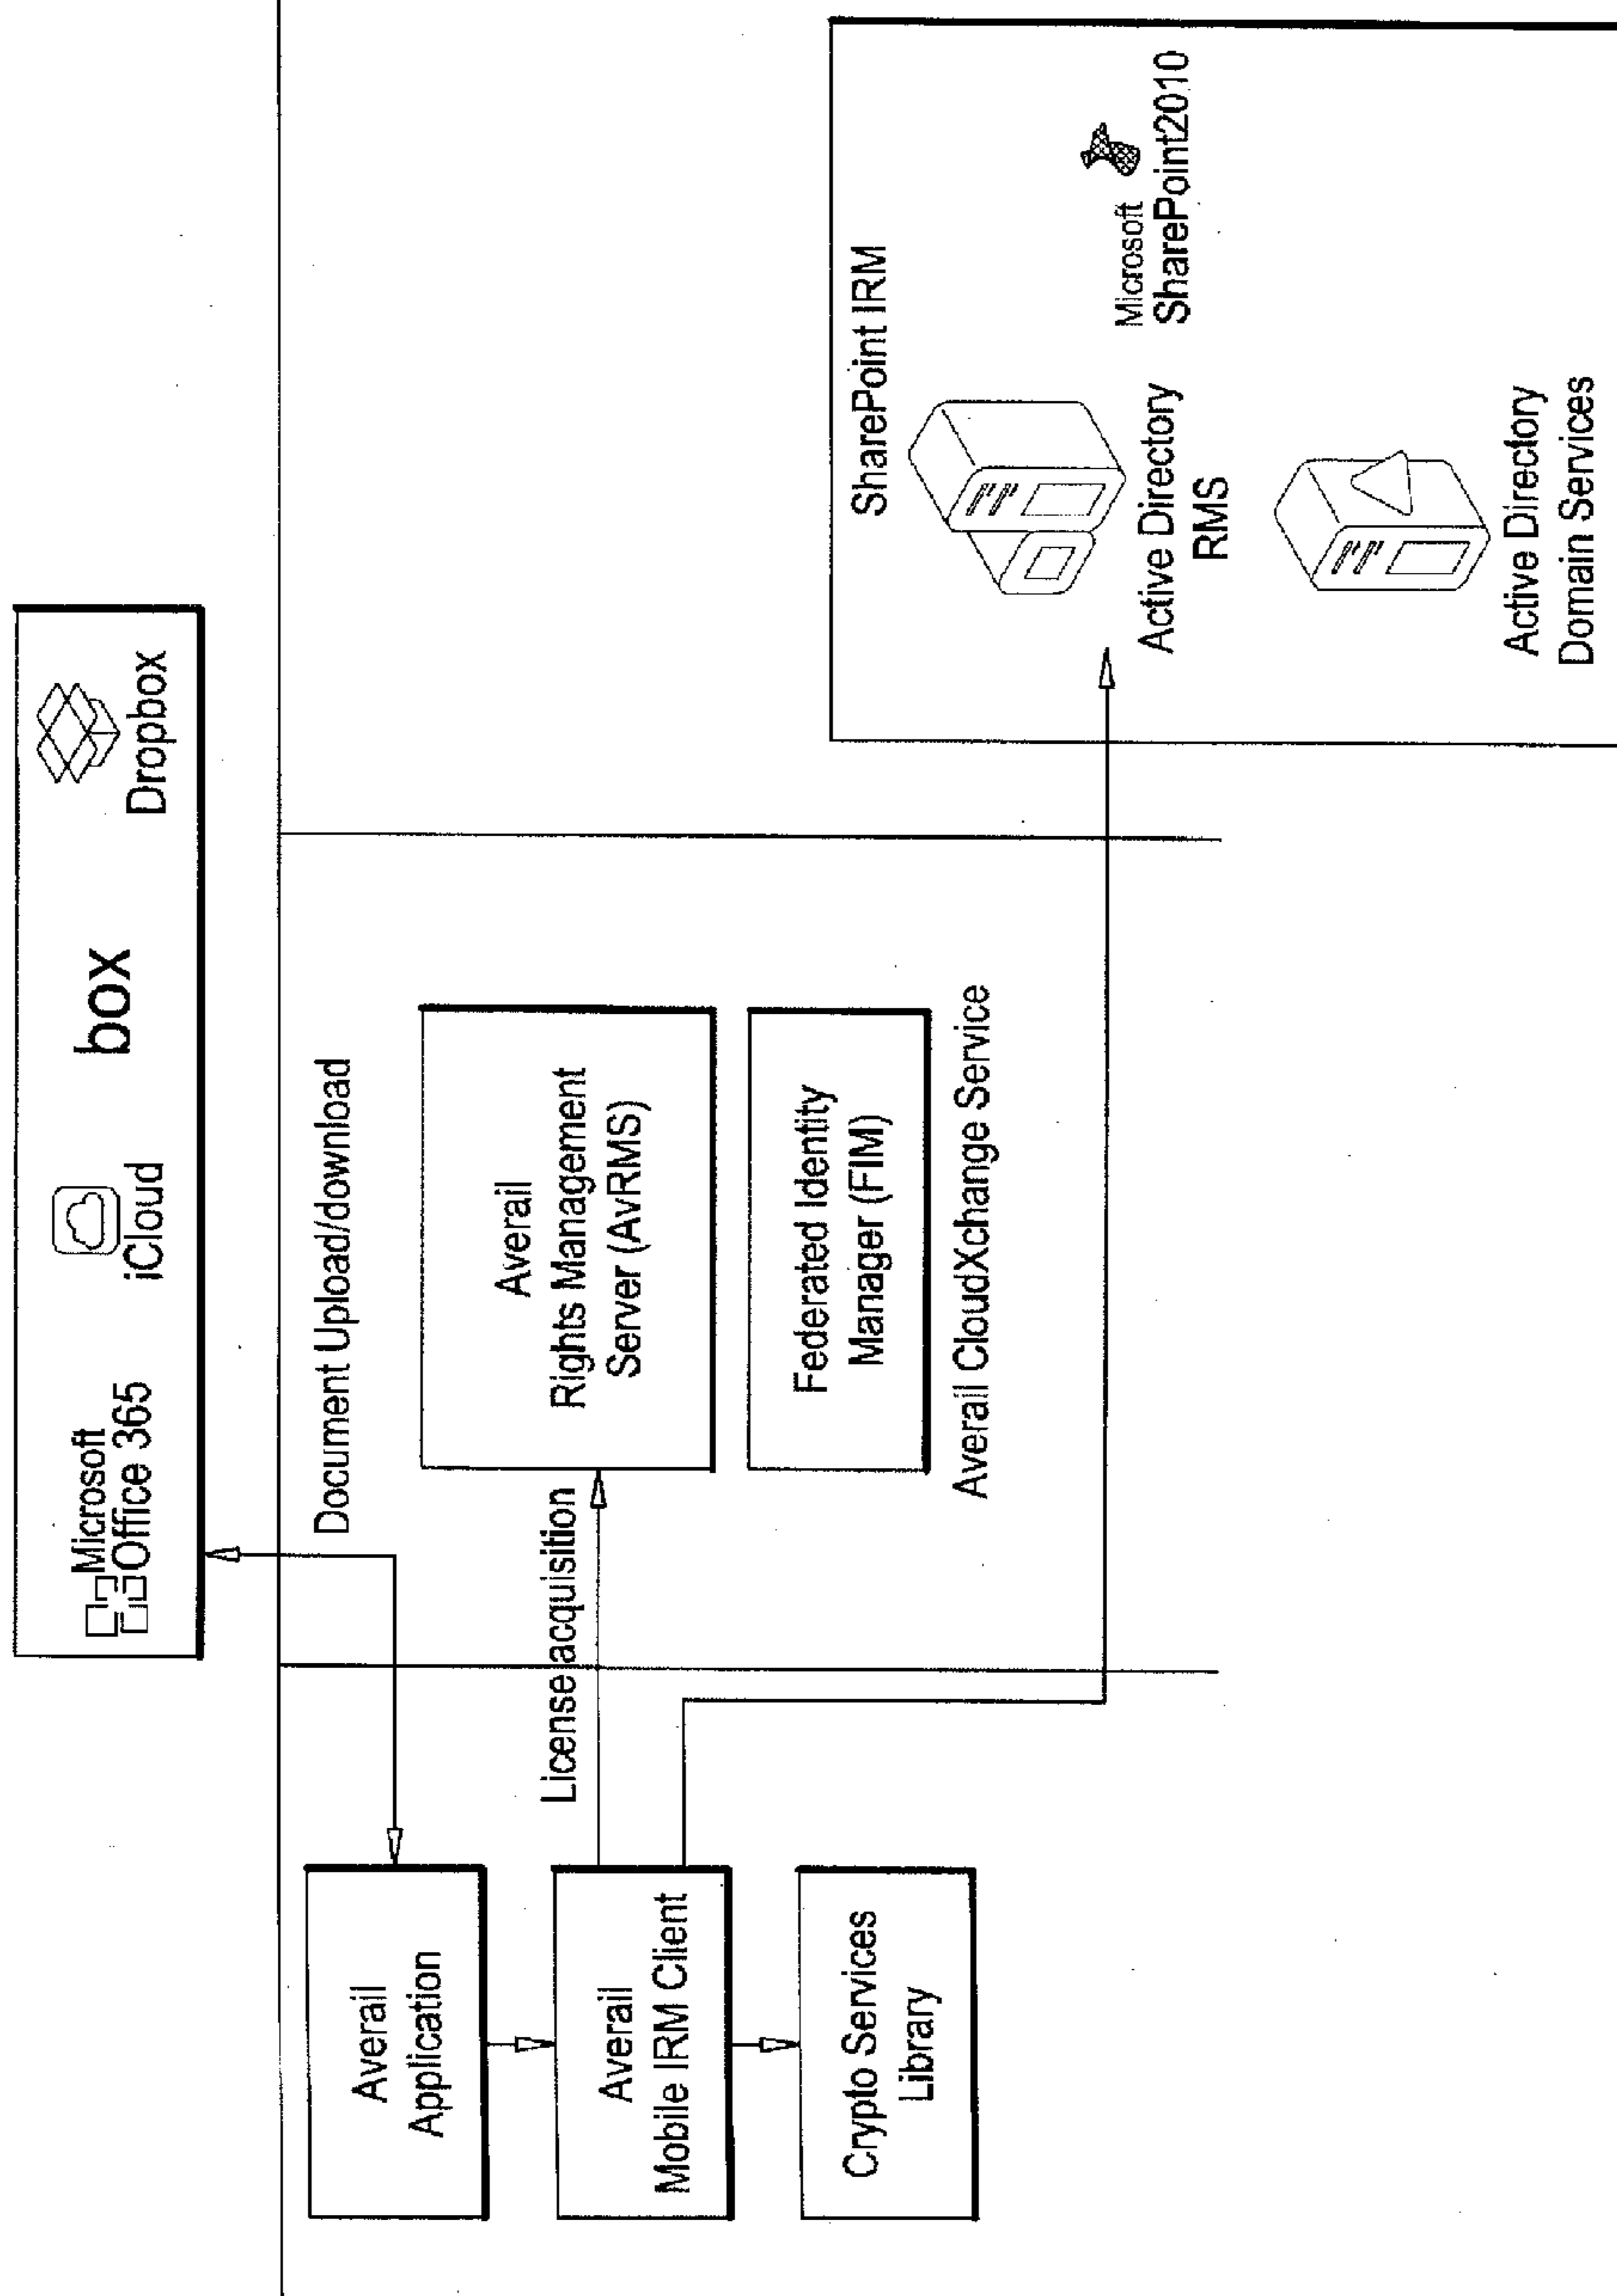 Microsoft
Office 365
iCloud
box
Dropbox
Document Upload/download
Averail
Application
License acquisition
Averail
Rights Management
Server (AvRMS)
Averail
Mobile IRM Client
Federated Identity
Manager (FIM)
Crypto Services
Library
Averail CloudXchange Service
SharePoint IRM
Microsoft
SharePoint2010
Active Directory
RMS
Active Directory
Domain Services